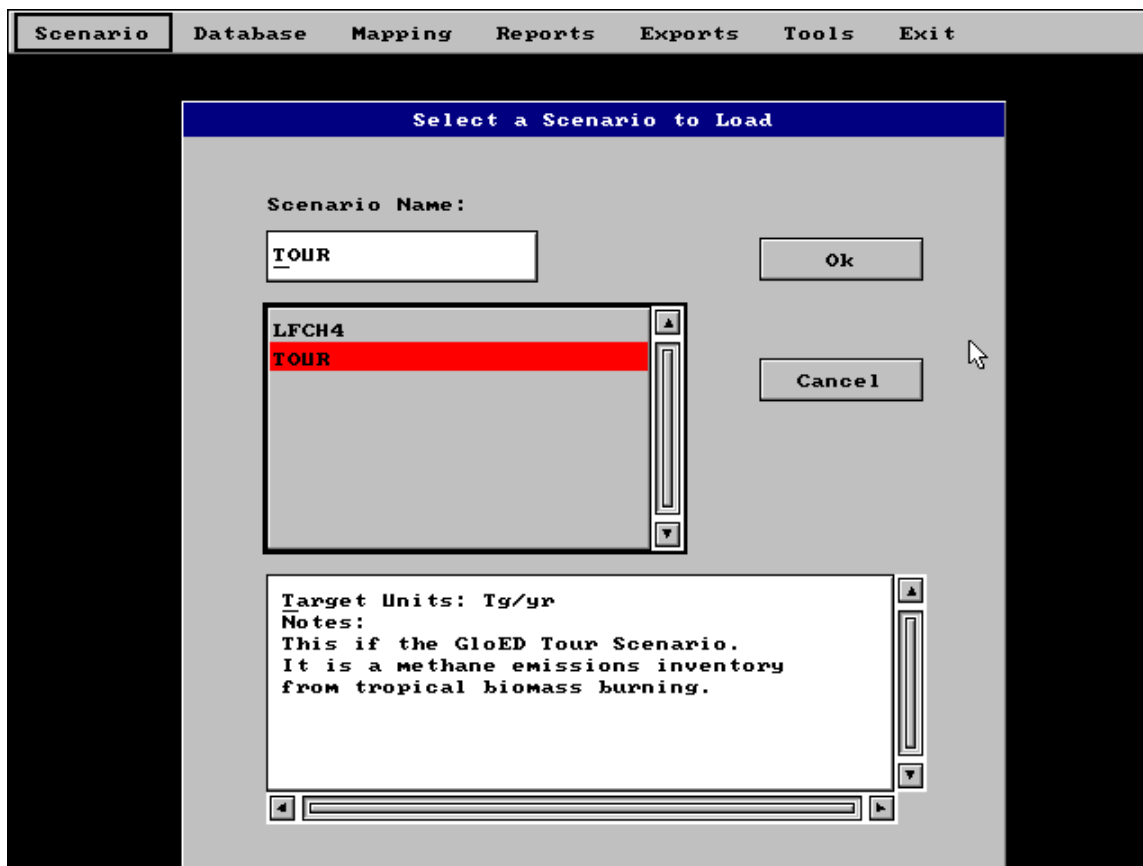 Scenario Database Mapping Reports Exports Tools Exit
Select a Scenario to Load
Scenario Name:
TOUR
Ok
LFCH4
TOUR
Cancel
Target Units: Tg/yr
Notes:
This if the GloED Tour Scenario.
It is a methane emissions inventory
from tropical biomass burning.